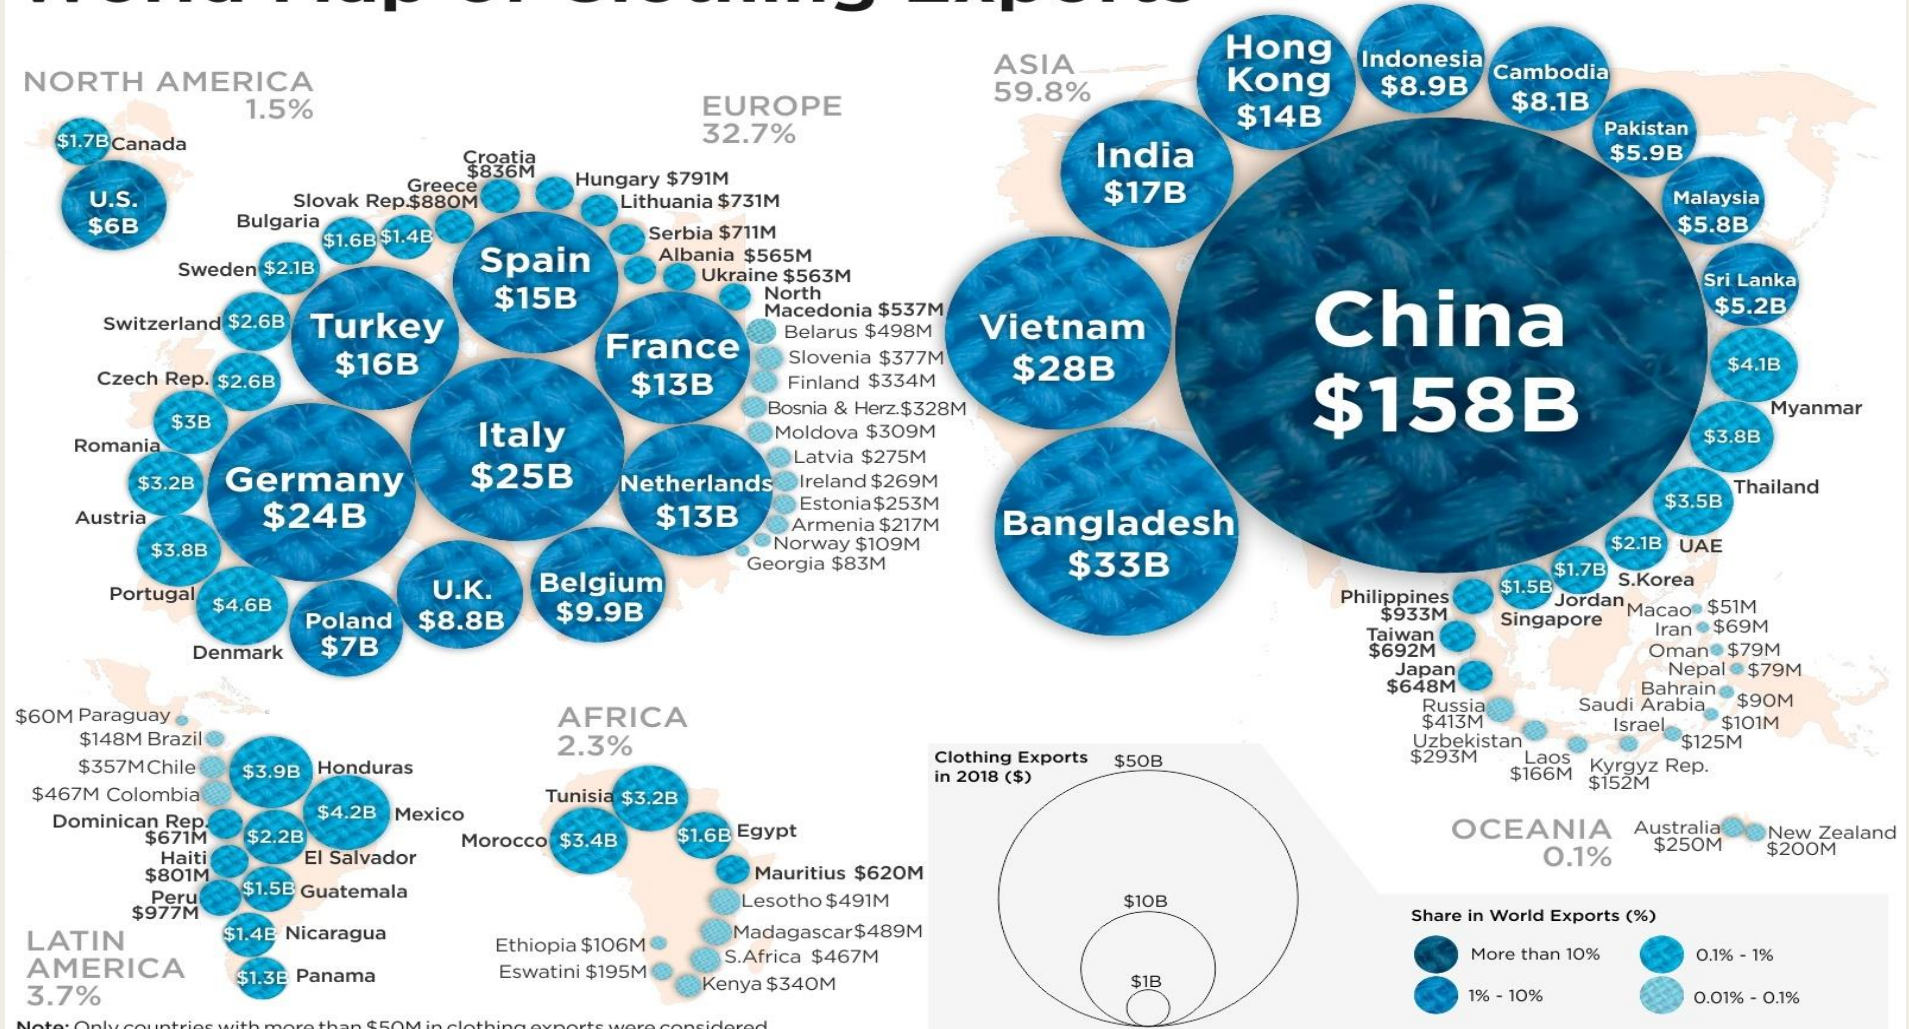 World Map of Clothing Exports
NORTH AMERICA
1.5%
$1.7B Canada
U.S.
$6B
EUROPE
32.7%
Croatia
$836M
Hungary $791M
Greece
$880M
Lithuania $731M
Slovak Rep.
$1.4B
Bulgaria
$1.6B
Serbia $711M
Albania $565M
Ukraine $563M
North
Macedonia $537M
Sweden $2.1B
Spain
$15B
Switzerland $2.6B
Turkey
$16B
France
$13B
Belarus $498M
Slovenia $377M
Finland $334M
Bosnia & Herz. $328M
Moldova $309M
Latvia $275M
Ireland $269M
Estonia $253M
Armenia $217M
Norway $109M
Georgia $83M
Czech Rep. $2.6B
$3B
Romania
Italy
$25B
Germany
$24B
Netherlands
$13B
$3.2B
Austria
$3.8B
Portugal
$4.6B
Denmark
Poland
$7B
U.K.
$8.8B
Belgium
$9.9B
ASIA
59.8%
Hong
Kong
$14B
Indonesia
$8.9B
Cambodia
$8.1B
Pakistan
$5.9B
India
$17B
Malaysia
$5.8B
Sri Lanka
$5.2B
Vietnam
$28B
China
$158B
$4.1B
Myanmar
$3.8B
Thailand
Bangladesh
$33B
$3.5B
UAE
$2.1B
S.Korea
$1.7B
Jordan
$1.5B
Singapore
Philippines
$933M
Taiwan
$692M
Japan
$648M
Russia
$413M
Uzbekistan
$293M
Laos
$166M
Kyrgyz Rep.
$152M
Israel
$125M
Saudi Arabia
$101M
Bahrain
$90M
Nepal $79M
Oman $79M
Iran $69M
Macao $51M
$60M Paraguay
$148M Brazil
$357M Chile
$467M Colombia
Dominican Rep.
$671M
Haiti
$801M
Peru
$977M
$3.9B Honduras
$4.2B Mexico
$2.2B
El Salvador
$1.5B Guatemala
$1.4B Nicaragua
$1.3B Panama
LATIN
AMERICA
3.7%
AFRICA
2.3%
Tunisia $3.2B
Morocco $3.4B
$1.6B Egypt
Mauritius $620M
Lesotho $491M
Madagascar $489M
S.Africa $467M
Kenya $340M
Ethiopia $106M
Eswatini $195M
OCEANIA
0.1%
Australia
$250M
New Zealand
$200M
Clothing Exports
in 2018 ($)
$50B
$10B
$1B
Share in World Exports (%)
More than 10%
0.1% - 1%
1% - 10%
0.01% - 0.1%
Note: Only countries with more than $50M in clothing exports were considered